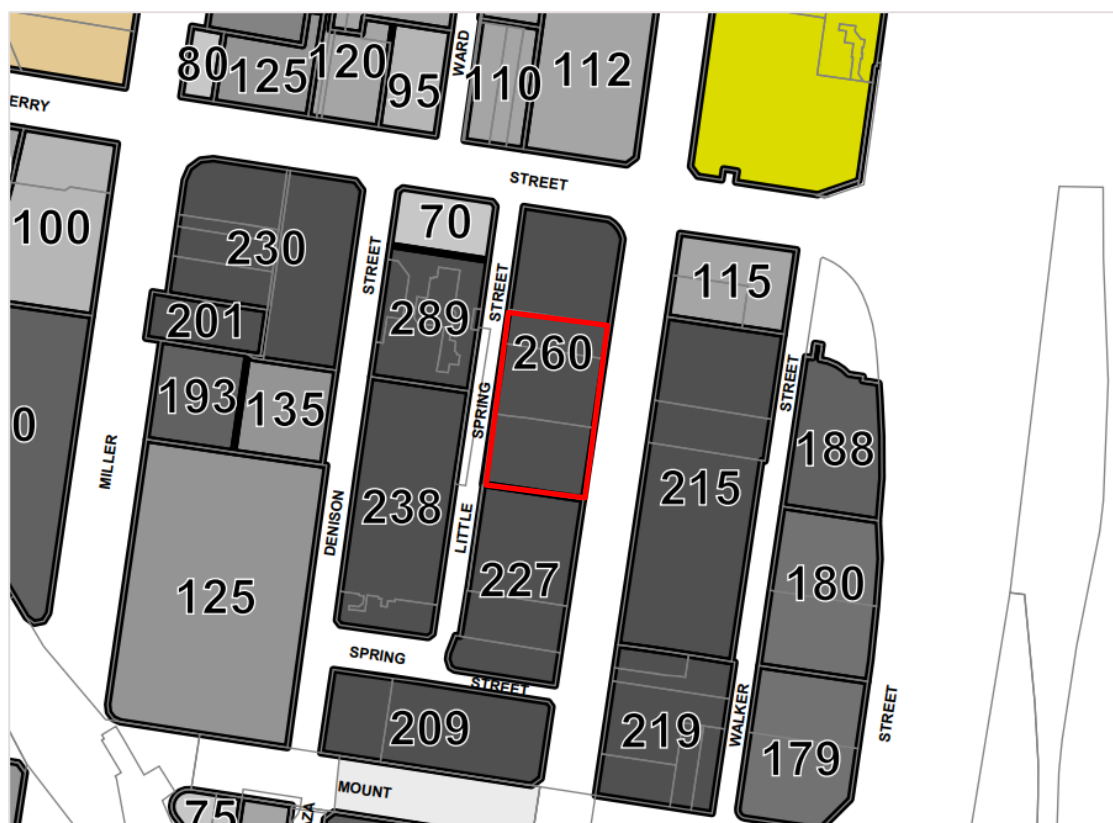 80
125
120
95
WARD
110
112
ERRY
STREET
100
230
STREET
70
289
STREET
260
115
201
193
135
SPRING
STREET
0
MILLER
188
238
215
DENISON
LITTLE
125
227
180
SPRING
STREET
209
219
WALKER
179
STREET
MOUNT
75
ZA